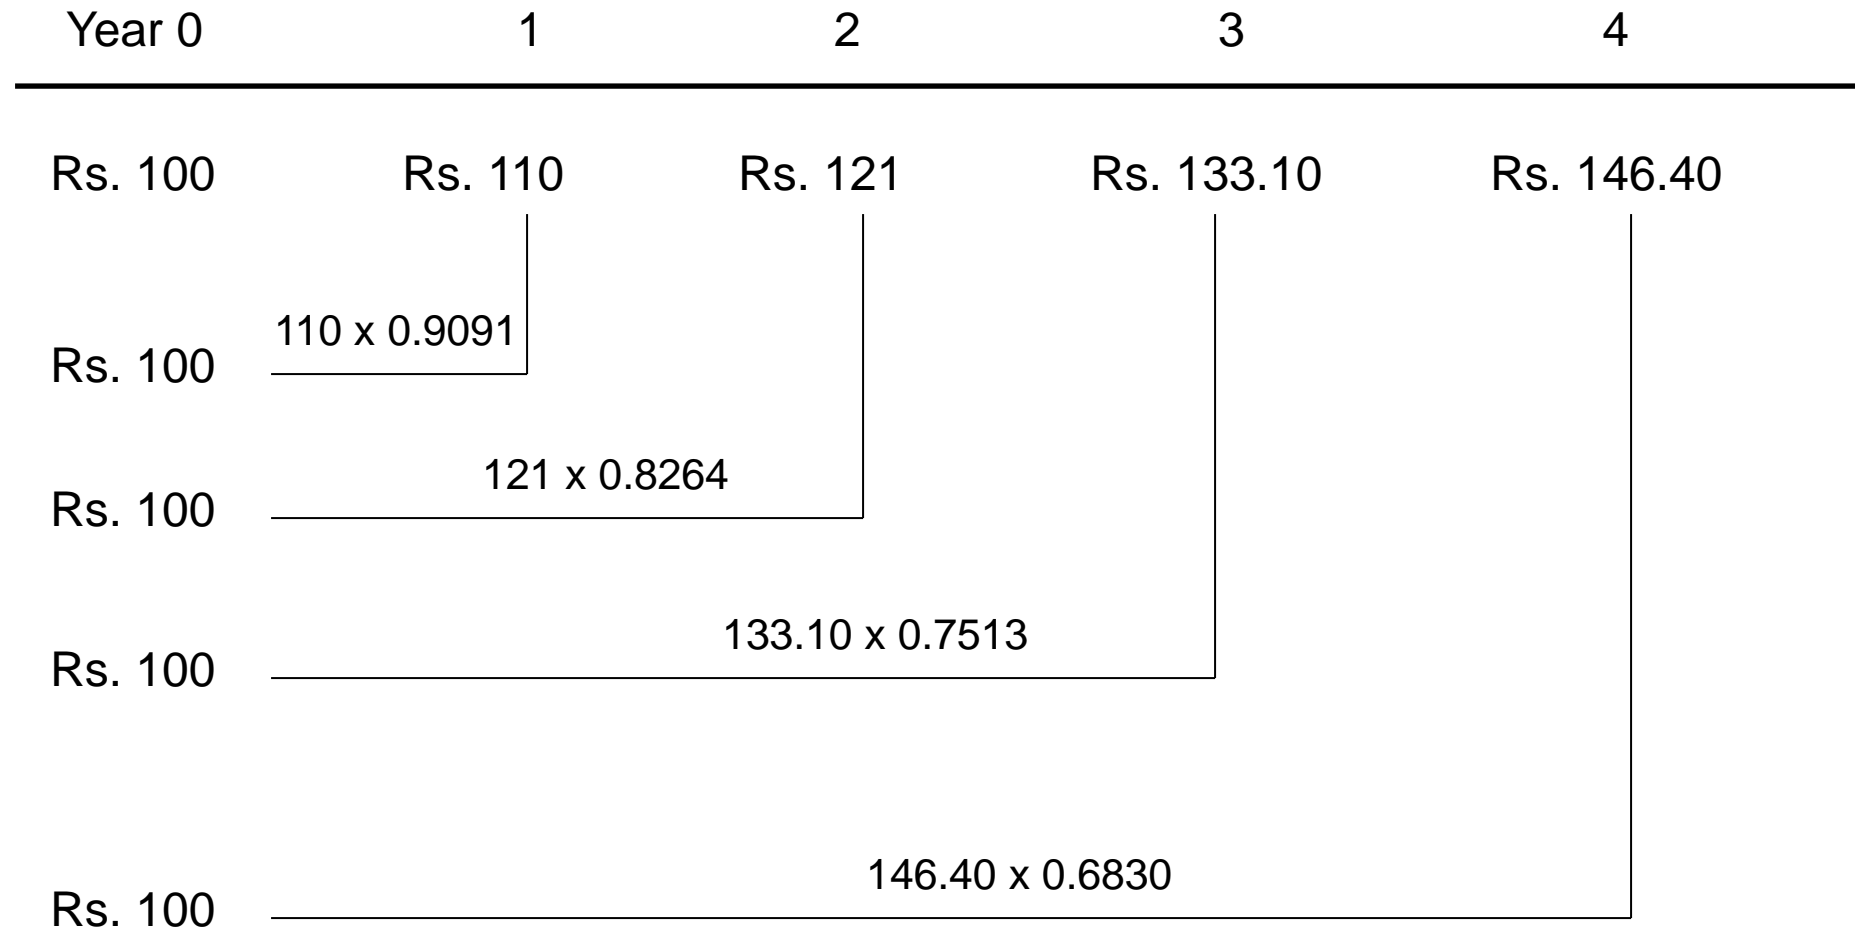 Year 0 1 2 3 4
Rs. 100 Rs. 110 Rs. 121 Rs. 133.10 Rs. 146.40
110 x 0.9091
Rs. 100
121 x 0.8264
Rs. 100
133.10 x 0.7513
Rs. 100
146.40 x 0.6830
Rs. 100